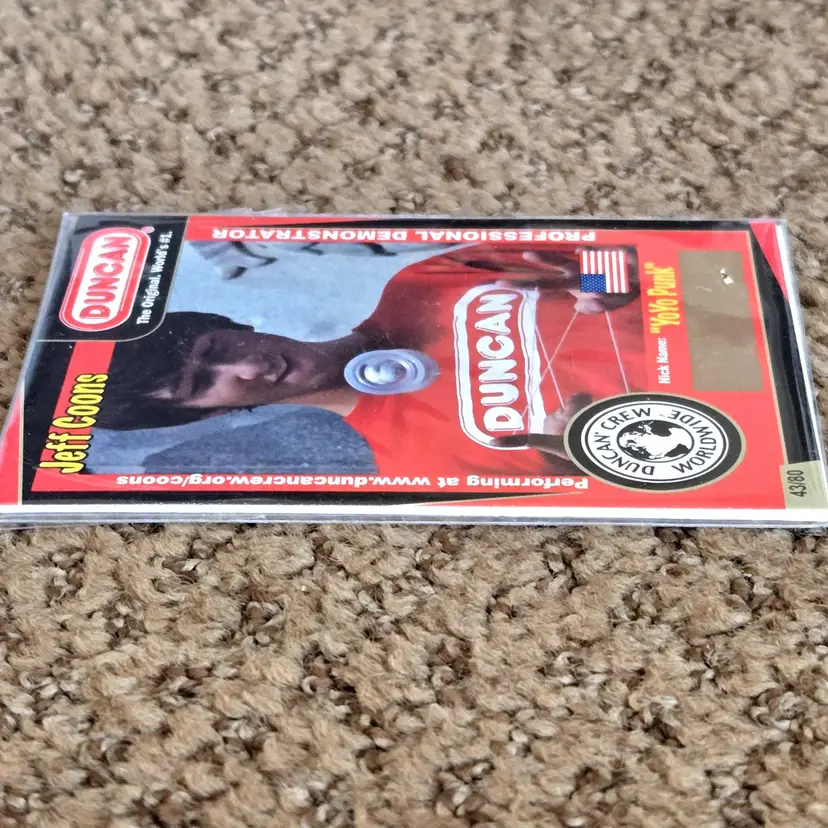 DUNCAN®
The Original. World's #1.
Jeff Coons
PROFESSIONAL DEMONSTRATOR
DUNCAN
Performing at www.duncancrew.org/coons
Nick Name: "YoYo Punk"
DUNCAN® CREW™
WORLDWIDE
43/80